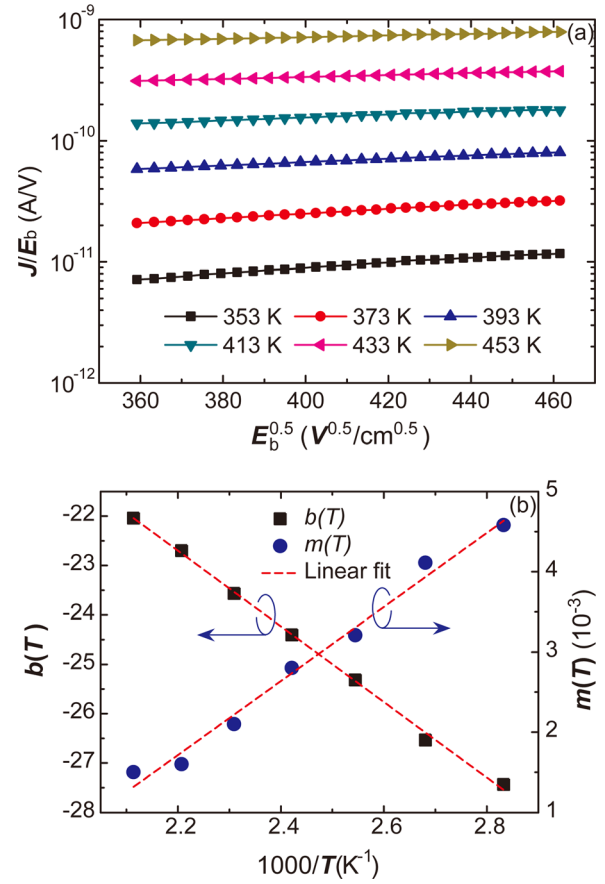 10⁻⁹
(a)
10⁻¹⁰
10⁻¹¹
10⁻¹²
J/E_b (A/V)
353 K 373 K 393 K
413 K 433 K 453 K
360 380 400 420 440 460
E_b^0.5 (V^0.5/cm^0.5)
(b)
b(T)
m(T)
Linear fit
-22
-23
-24
-25
-26
-27
-28
b(T)
5
4
3
2
1
m(T) (10⁻³)
2.2 2.4 2.6 2.8
1000/T(K⁻¹)